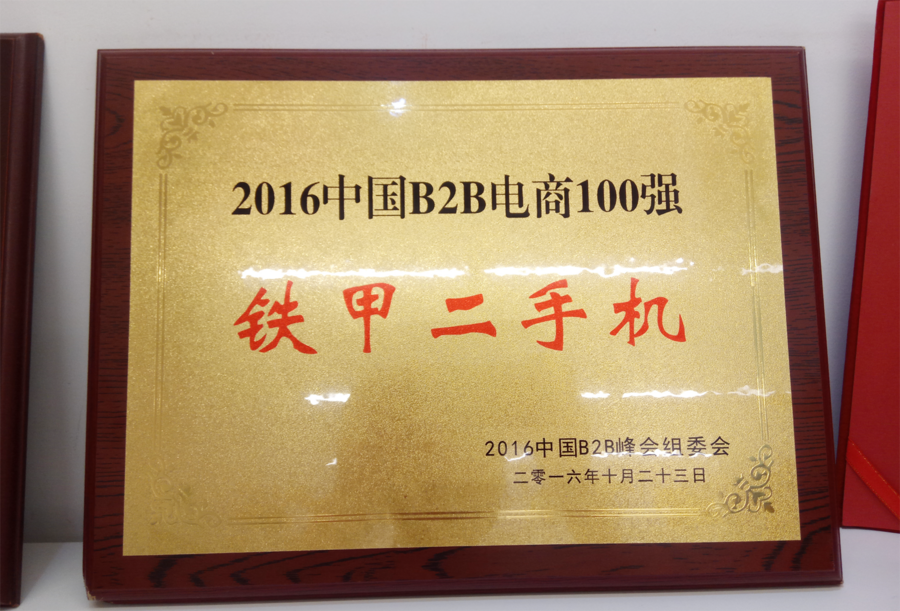 2016中国B2B电商100强
铁甲二手机
2016中国B2B峰会组委会
二零一六年十月二十三日